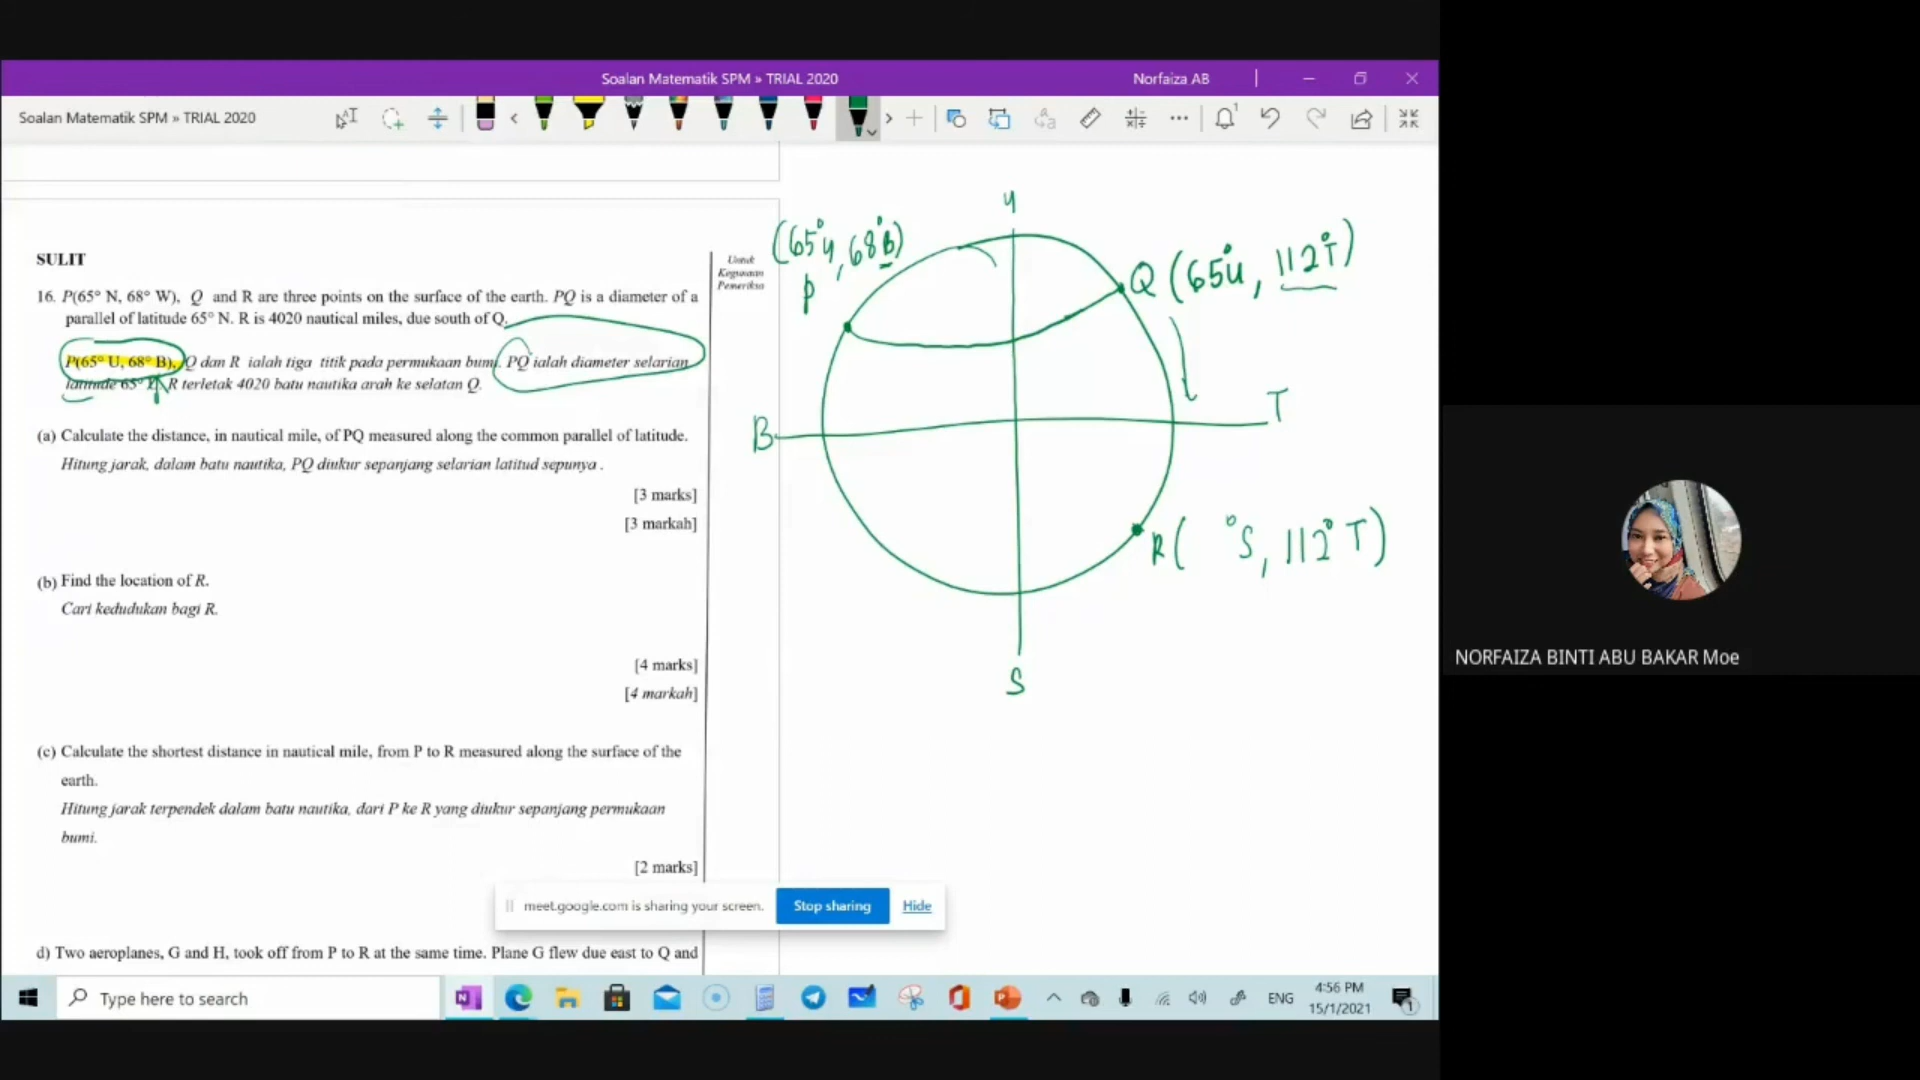 Soalan Matematik SPM » TRIAL 2020
Norfaiza AB
Soalan Matematik SPM » TRIAL 2020
SULIT
Untuk
Kegunaan
Pemeriksa
16. P(65° N, 68° W), Q and R are three points on the surface of the earth. PQ is a diameter of a
parallel of latitude 65° N. R is 4020 nautical miles, due south of Q.
P(65° U, 68° B), Q dan R ialah tiga titik pada permukaan bumi. PQ ialah diameter selarian
latitude 65° R terletak 4020 batu nautika arah ke selatan Q.
(a) Calculate the distance, in nautical mile, of PQ measured along the common parallel of latitude.
Hitung jarak, dalam batu nautika, PQ diukur sepanjang selarian latitud sepunya .
[3 marks]
[3 markah]
(b) Find the location of R.
Cari kedudukan bagi R.
[4 marks]
[4 markah]
(c) Calculate the shortest distance in nautical mile, from P to R measured along the surface of the
earth.
Hitung jarak terpendek dalam batu nautika, dari P ke R yang diukur sepanjang permukaan
bumi.
[2 marks]
d) Two aeroplanes, G and H, took off from P to R at the same time. Plane G flew due east to Q and
U
(65°U, 68°B)
P
Q (65°U, 112°T)
B
T
R( °S, 112°T)
S
meet.google.com is sharing your screen.
Stop sharing
Hide
Type here to search
ENG
4:56 PM
15/1/2021
1
NORFAIZA BINTI ABU BAKAR Moe